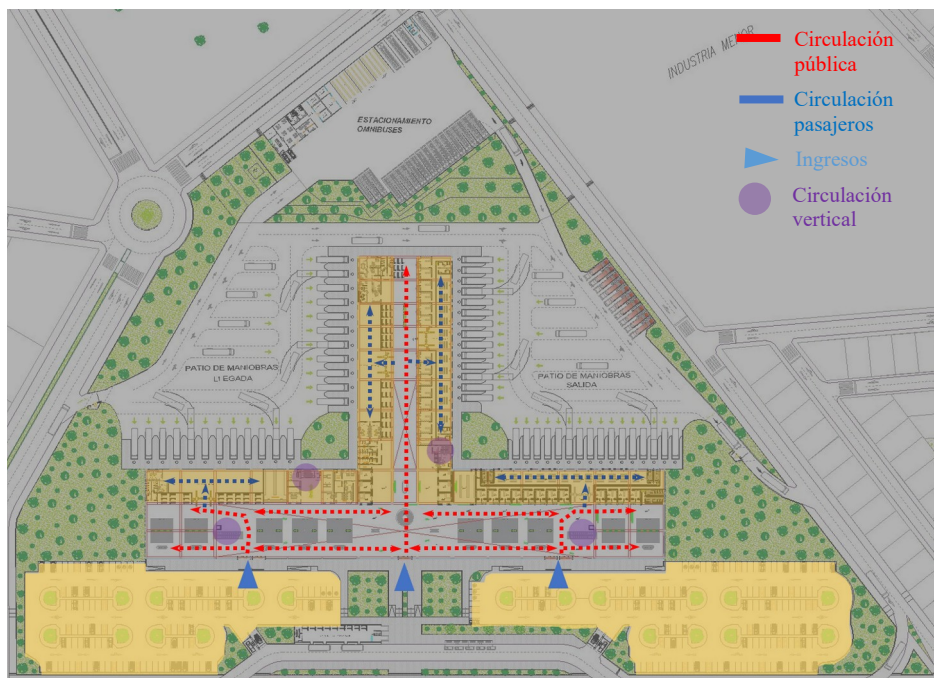 INDUSTRIA MENOR
Circulación
pública
Circulación
pasajeros
Ingresos
Circulación
vertical
ESTACIONAMIENTO
OMNIBUSES
PATIO DE MANIOBRAS
LLEGADA
PATIO DE MANIOBRAS
SALIDA